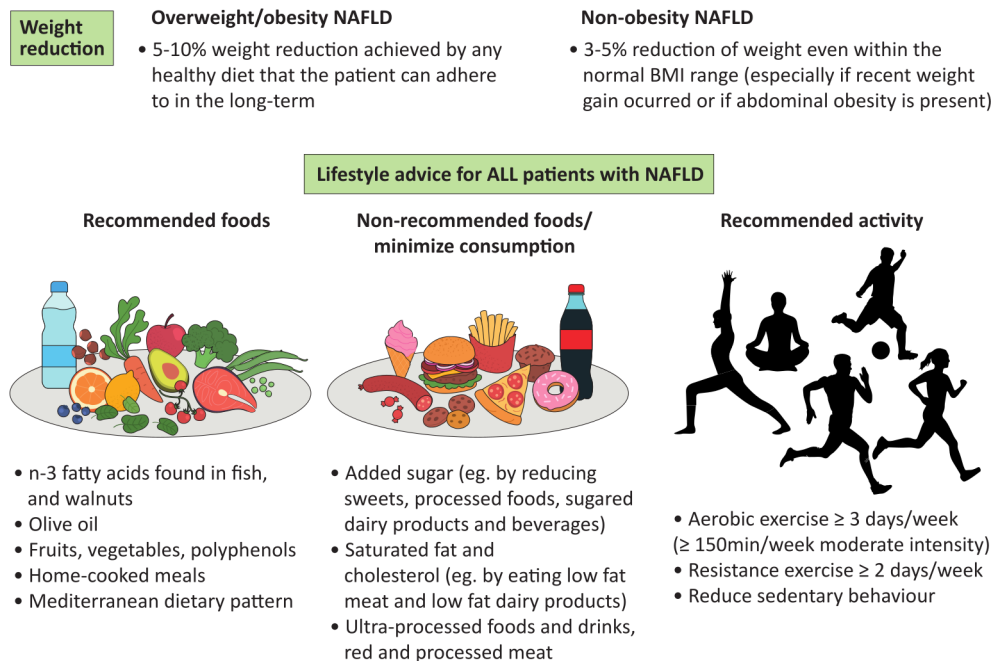 Weight
reduction
Overweight/obesity NAFLD
• 5-10% weight reduction achieved by any
healthy diet that the patient can adhere
to in the long-term
Non-obesity NAFLD
• 3-5% reduction of weight even within the
normal BMI range (especially if recent weight
gain ocurred or if abdominal obesity is present)
Lifestyle advice for ALL patients with NAFLD
Recommended foods
• n-3 fatty acids found in fish,
and walnuts
• Olive oil
• Fruits, vegetables, polyphenols
• Home-cooked meals
• Mediterranean dietary pattern
Non-recommended foods/
minimize consumption
• Added sugar (eg. by reducing
sweets, processed foods, sugared
dairy products and beverages)
• Saturated fat and
cholesterol (eg. by eating low fat
meat and low fat dairy products)
• Ultra-processed foods and drinks,
red and processed meat
Recommended activity
• Aerobic exercise ≥ 3 days/week
(≥ 150min/week moderate intensity)
• Resistance exercise ≥ 2 days/week
• Reduce sedentary behaviour